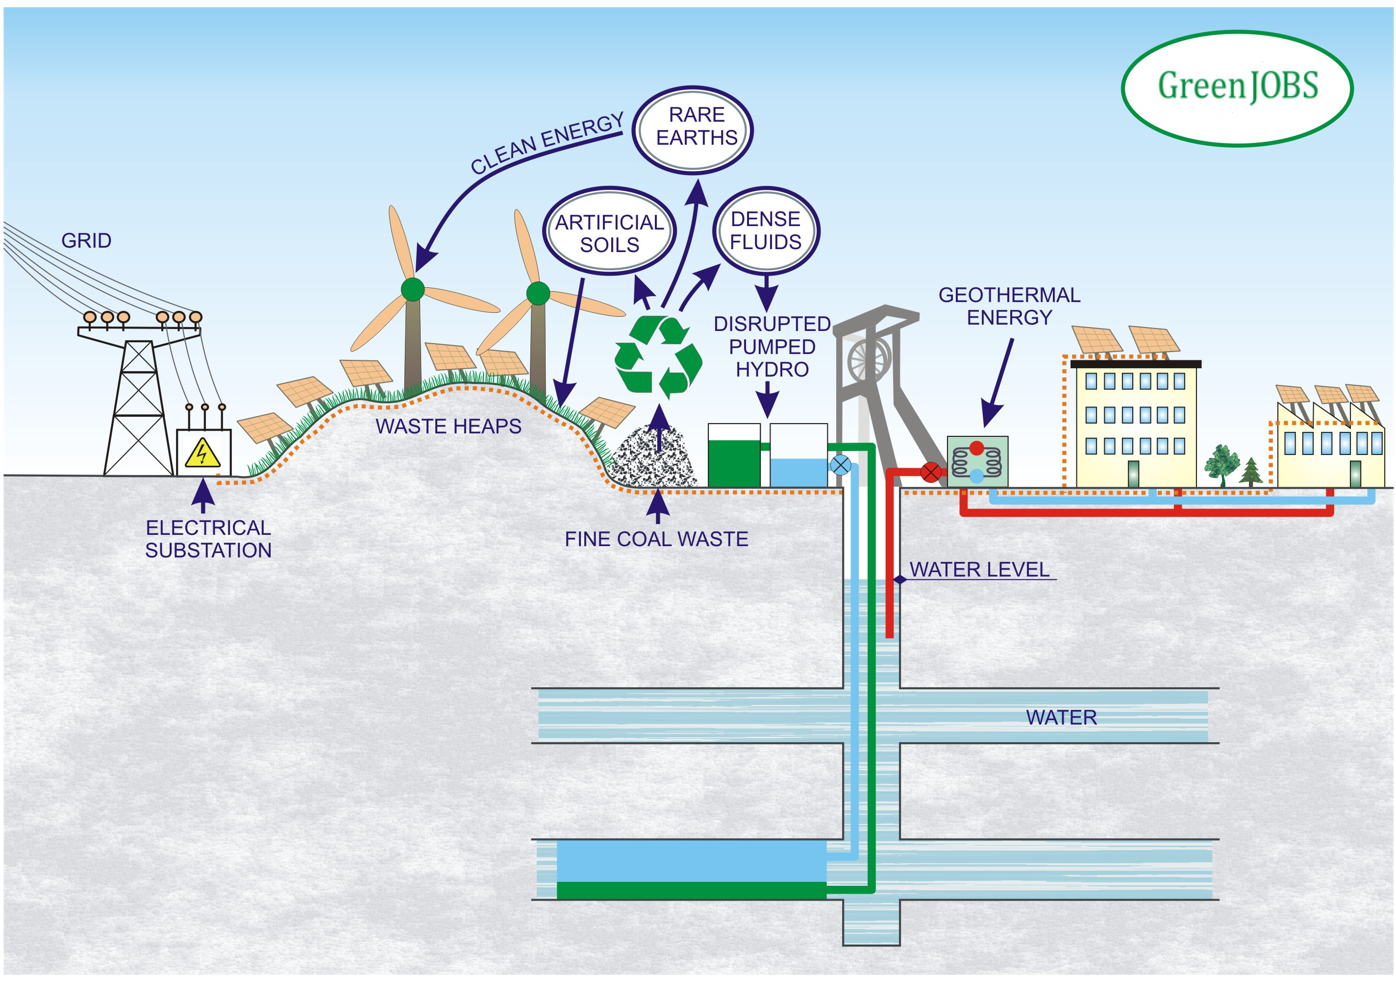 GreenJOBS
RARE
EARTHS
CLEAN ENERGY
ARTIFICIAL
SOILS
DENSE
FLUIDS
GRID
GEOTHERMAL
ENERGY
DISRUPTED
PUMPED
HYDRO
WASTE HEAPS
ELECTRICAL
SUBSTATION
FINE COAL WASTE
WATER LEVEL
WATER